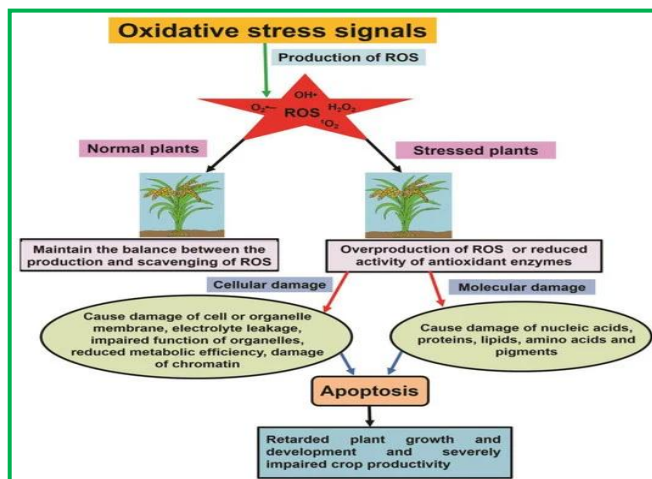 Oxidative stress signals
Production of ROS
OH•
O₂•─ H₂O₂
ROS
¹O₂
Normal plants
Stressed plants
Maintain the balance between the
production and scavenging of ROS
Overproduction of ROS or reduced
activity of antioxidant enzymes
Cellular damage
Molecular damage
Cause damage of cell or organelle
membrane, electrolyte leakage,
impaired function of organelles,
reduced metabolic efficiency, damage
of chromatin
Cause damage of nucleic acids,
proteins, lipids, amino acids and
pigments
Apoptosis
Retarded plant growth and
development and severely
impaired crop productivity